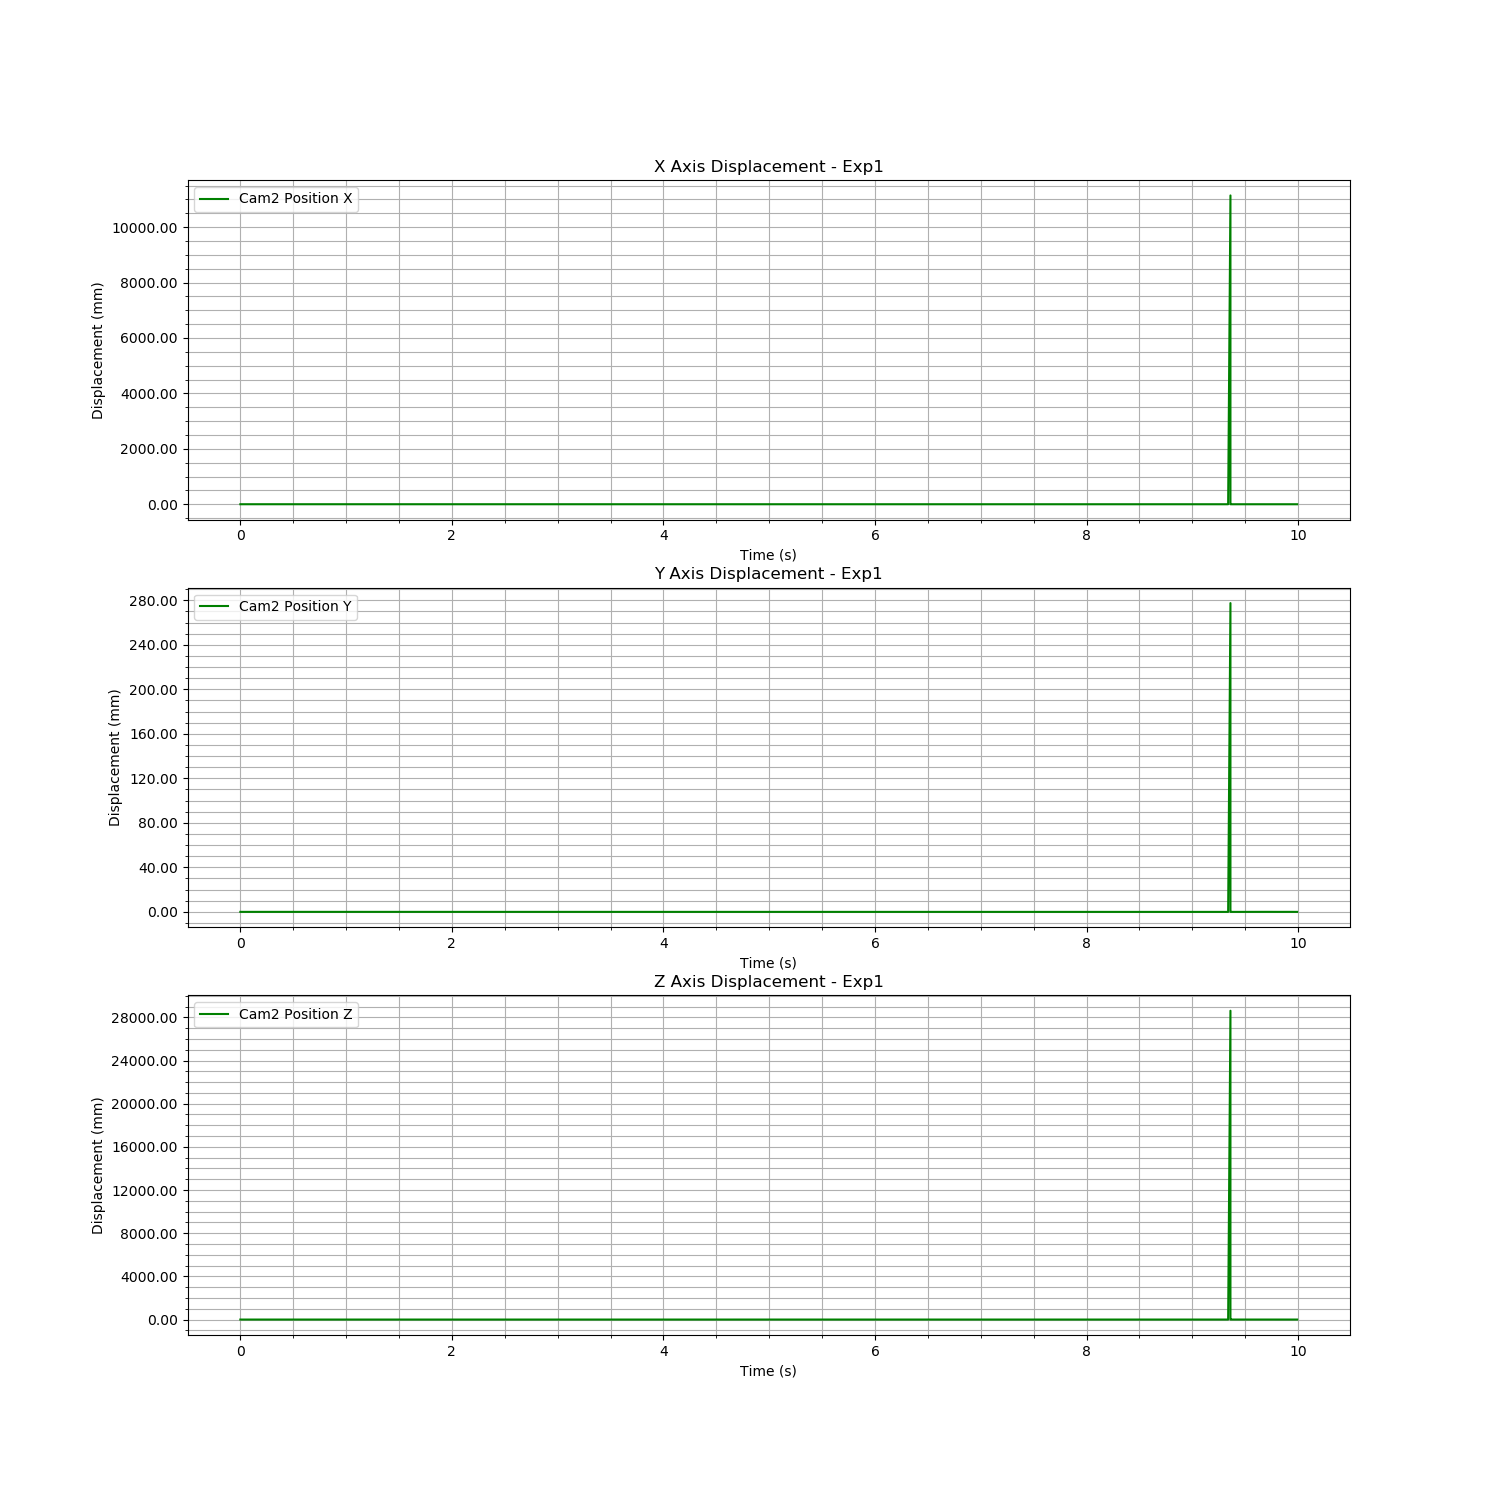 X Axis Displacement - Exp1
Cam2 Position X
10000.00
8000.00
6000.00
4000.00
2000.00
0.00
Displacement (mm)
0 2 4 6 8 10
Time (s)
Y Axis Displacement - Exp1
Cam2 Position Y
280.00
240.00
200.00
160.00
120.00
80.00
40.00
0.00
Displacement (mm)
0 2 4 6 8 10
Time (s)
Z Axis Displacement - Exp1
Cam2 Position Z
28000.00
24000.00
20000.00
16000.00
12000.00
8000.00
4000.00
0.00
Displacement (mm)
0 2 4 6 8 10
Time (s)